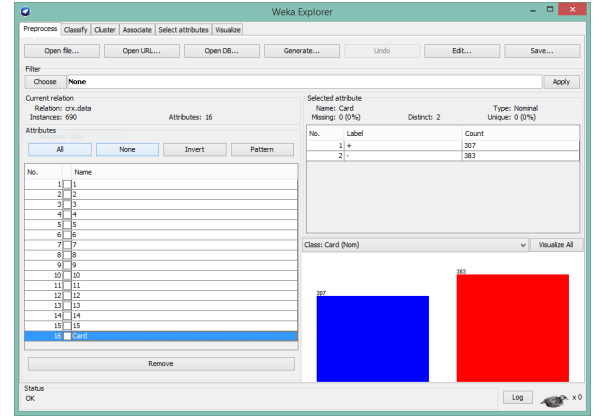 Weka Explorer
Preprocess Classify Cluster Associate Select attributes Visualize
Open file... Open URL... Open DB... Generate... Undo Edit... Save...
Filter
Choose None Apply
Current relation
Relation: crx.data
Instances: 690 Attributes: 16
Attributes
All None Invert Pattern
No. Name
1 1
2 2
3 3
4 4
5 5
6 6
7 7
8 8
9 9
10 10
11 11
12 12
13 13
14 14
15 15
16 Card
Remove
Selected attribute
Name: Card Type: Nominal
Missing: 0 (0%) Distinct: 2 Unique: 0 (0%)
No. Label Count
1 + 307
2 - 383
Class: Card (Nom) Visualize All
307
383
Status
OK
Log x 0